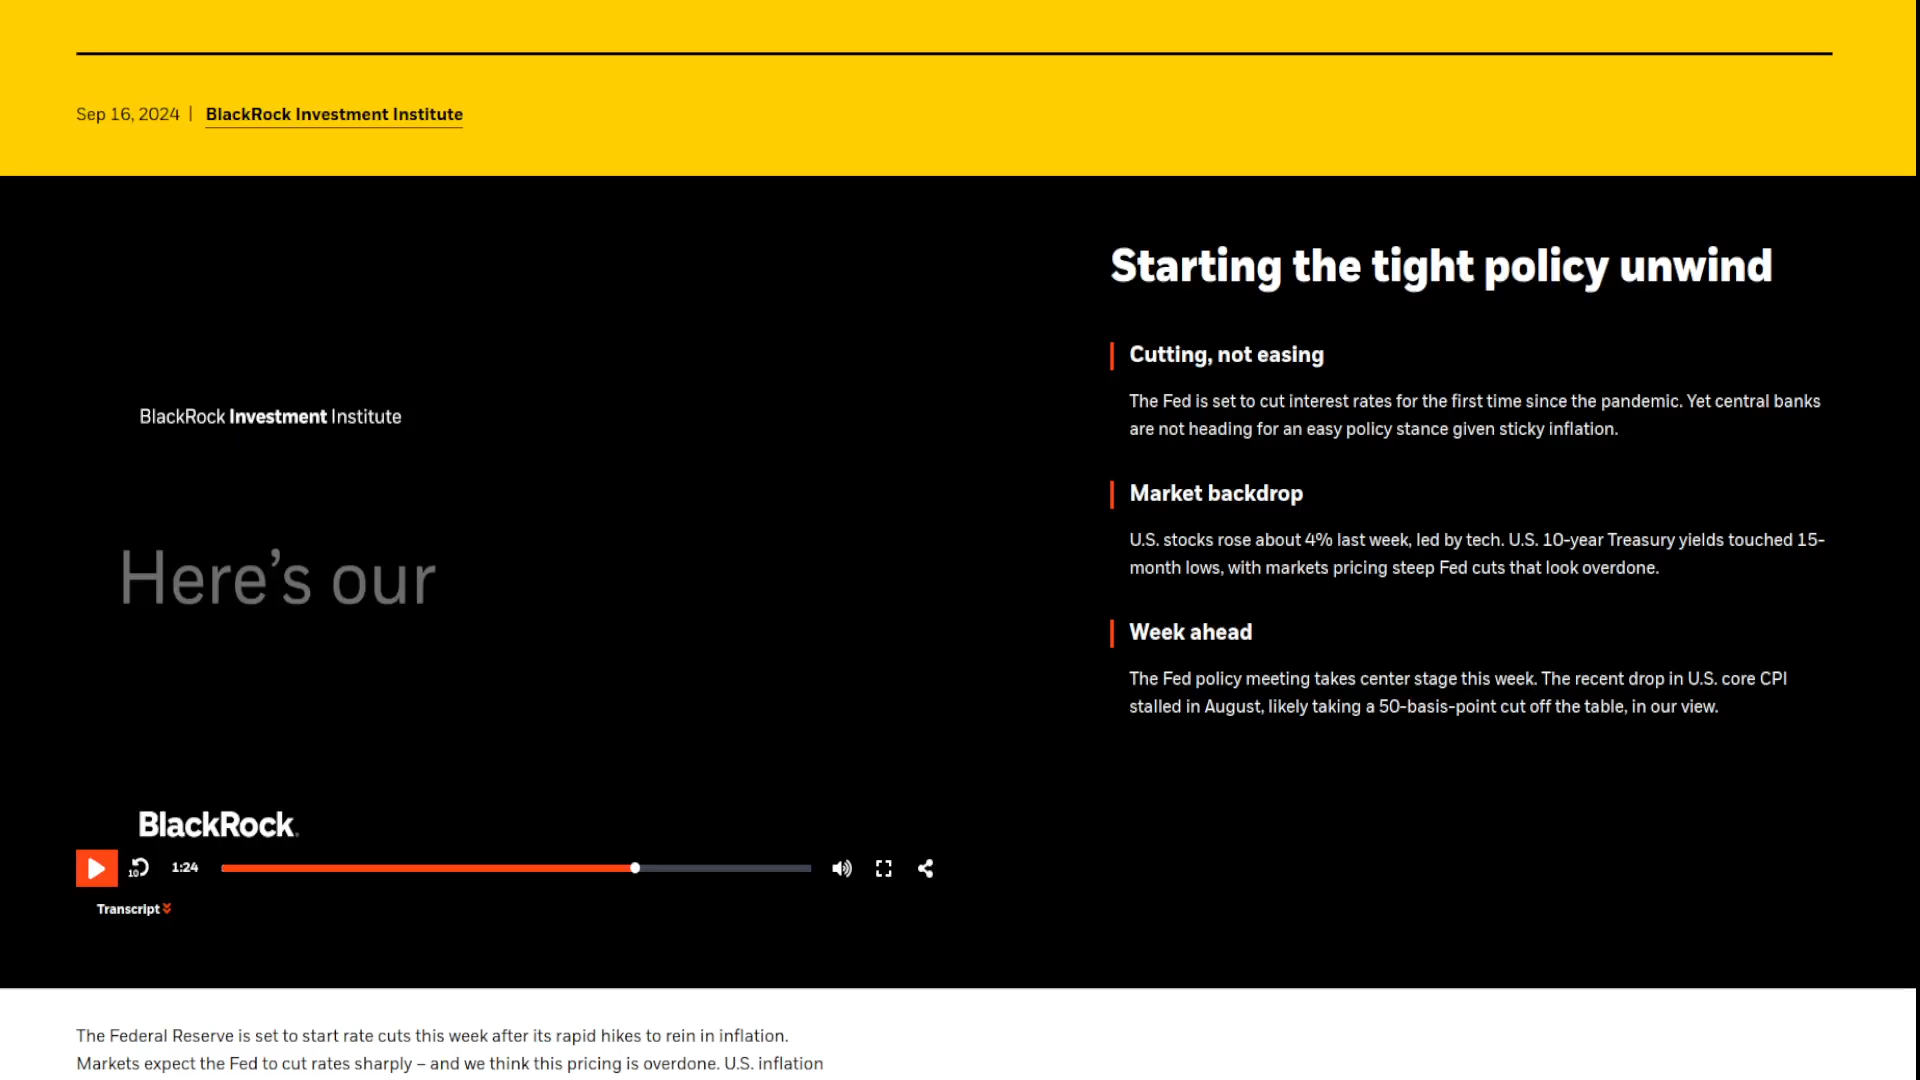 Sep 16, 2024 | BlackRock Investment Institute
BlackRock Investment Institute
Here's our
BlackRock.
10
1:24
Transcript
Starting the tight policy unwind
Cutting, not easing
The Fed is set to cut interest rates for the first time since the pandemic. Yet central banks
are not heading for an easy policy stance given sticky inflation.
Market backdrop
U.S. stocks rose about 4% last week, led by tech. U.S. 10-year Treasury yields touched 15-
month lows, with markets pricing steep Fed cuts that look overdone.
Week ahead
The Fed policy meeting takes center stage this week. The recent drop in U.S. core CPI
stalled in August, likely taking a 50-basis-point cut off the table, in our view.
The Federal Reserve is set to start rate cuts this week after its rapid hikes to rein in inflation.
Markets expect the Fed to cut rates sharply – and we think this pricing is overdone. U.S. inflation